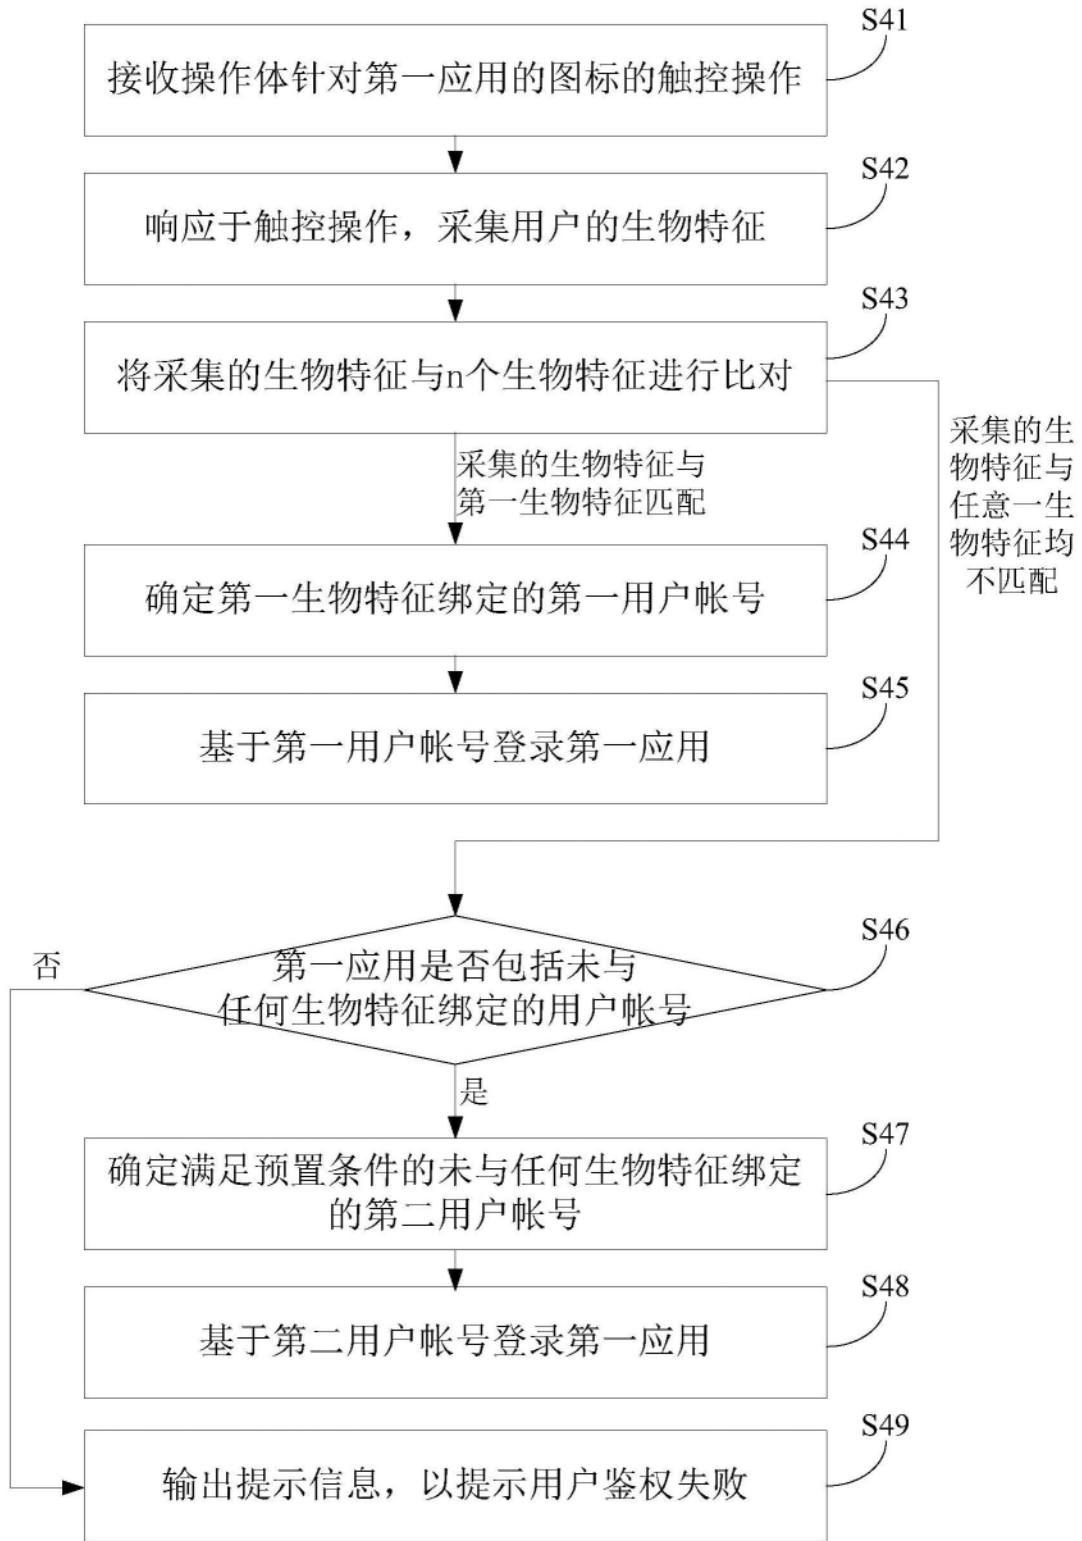 S41
接收操作体针对第一应用的图标的触控操作
S42
响应于触控操作，采集用户的生物特征
S43
将采集的生物特征与n个生物特征进行比对
采集的生物特征与
第一生物特征匹配
采集的生
物特征与
任意一生
物特征均
不匹配
S44
确定第一生物特征绑定的第一用户帐号
S45
基于第一用户帐号登录第一应用
S46
第一应用是否包括未与
任何生物特征绑定的用户帐号
否
是
S47
确定满足预置条件的未与任何生物特征绑定
的第二用户帐号
S48
基于第二用户帐号登录第一应用
S49
输出提示信息，以提示用户鉴权失败